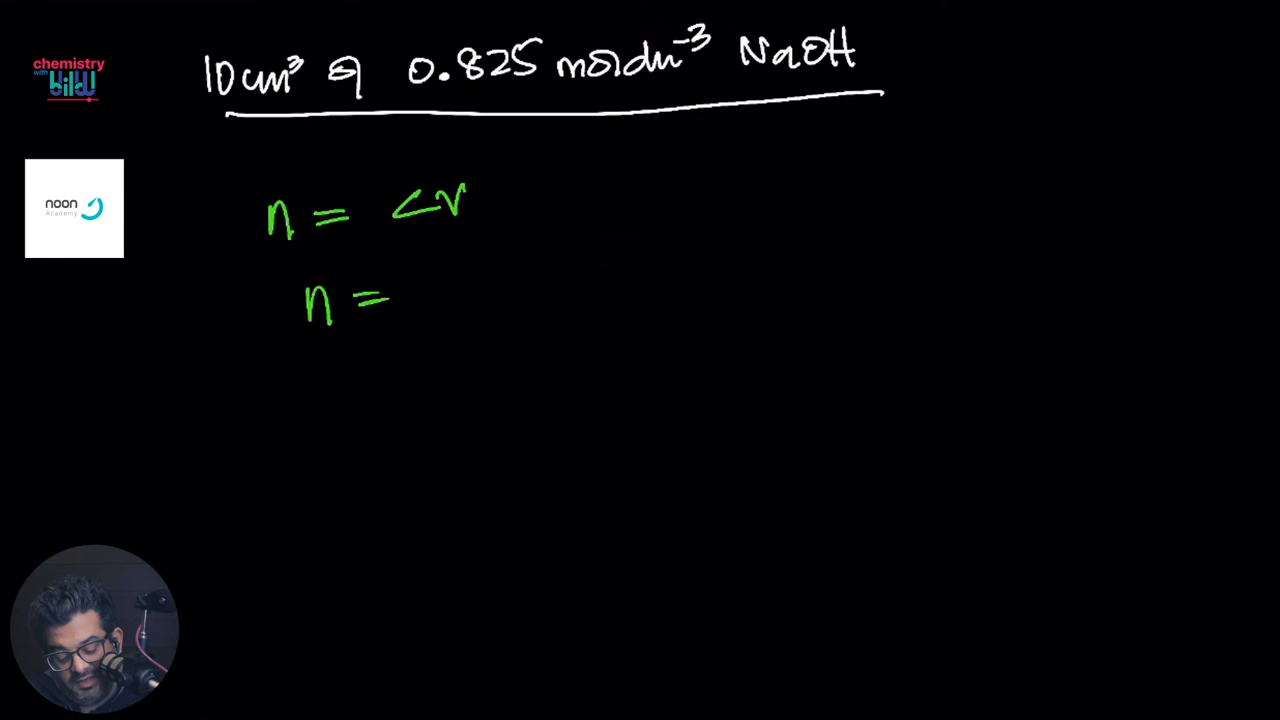 chemistry
with
bilal
noon
Academy
10cm³ of 0.825 moldm⁻³ NaOH
n = cv
n =